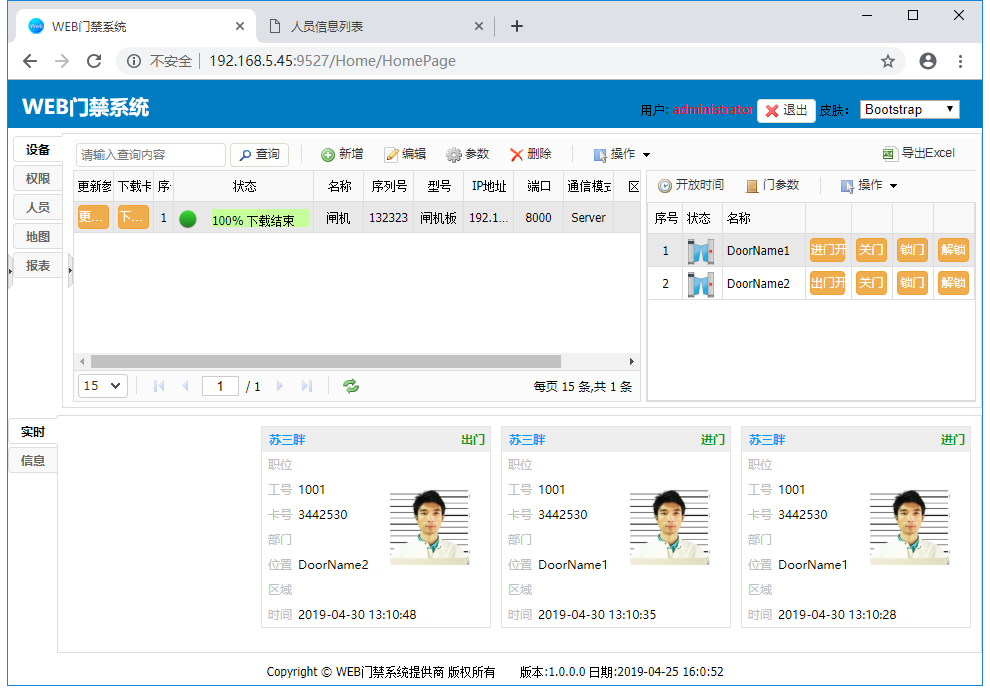 WEB门禁系统
人员信息列表
不安全 192.168.5.45:9527/Home/HomePage
WEB门禁系统
用户: administrator 退出 皮肤: Bootstrap
设备
权限
人员
地图
报表
请输入查询内容 查询 新增 编辑 参数 删除 操作 导出Excel
更新参 下载卡 序号 状态 名称 序列号 型号 IP地址 端口 通信模式
更... 下... 1 100% 下载结束 闸机 132323 闸机板 192.1... 8000 Server
15 1 / 1 每页 15 条,共 1 条
开放时间 门参数 操作
序号 状态 名称
1 DoorName1 进门开 关门 锁门 解锁
2 DoorName2 出门开 关门 锁门 解锁
实时
信息
苏三胖 出门
职位
工号 1001
卡号 3442530
部门
位置 DoorName2
区域
时间 2019-04-30 13:10:48
苏三胖 进门
职位
工号 1001
卡号 3442530
部门
位置 DoorName1
区域
时间 2019-04-30 13:10:35
苏三胖 进门
职位
工号 1001
卡号 3442530
部门
位置 DoorName1
区域
时间 2019-04-30 13:10:28
Copyright © WEB门禁系统提供商 版权所有 版本:1.0.0.0 日期:2019-04-25 16:0:52